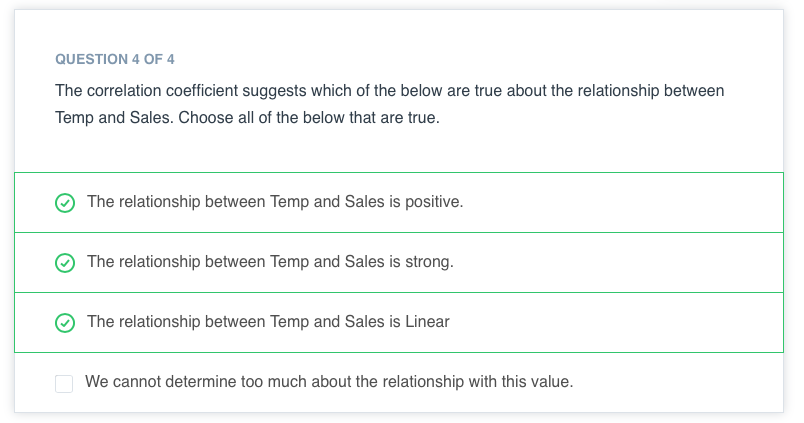 QUESTION 4 OF 4
The correlation coefficient suggests which of the below are true about the relationship between
Temp and Sales. Choose all of the below that are true.
The relationship between Temp and Sales is positive.
The relationship between Temp and Sales is strong.
The relationship between Temp and Sales is Linear
We cannot determine too much about the relationship with this value.